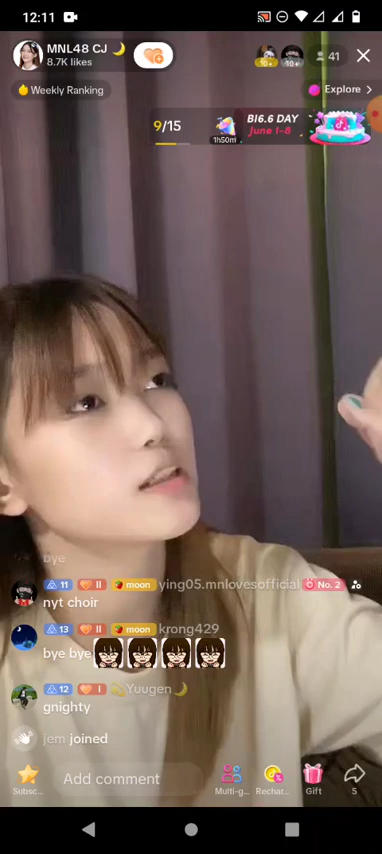 12:11
MNL48 CJ 🌙
8.7K likes
10+
10+
41
Weekly Ranking
Explore >
9/15
1h50m
BI6.6 DAY
June 1-8
bye
11 II moon ying05.mnlovesofficial No. 2
nyt choir
13 II moon krong429
bye bye
12 I 💫Yuugen🌙
gnighty
jem joined
Subsc...
Add comment
Multi-g...
Rechar...
Gift
5